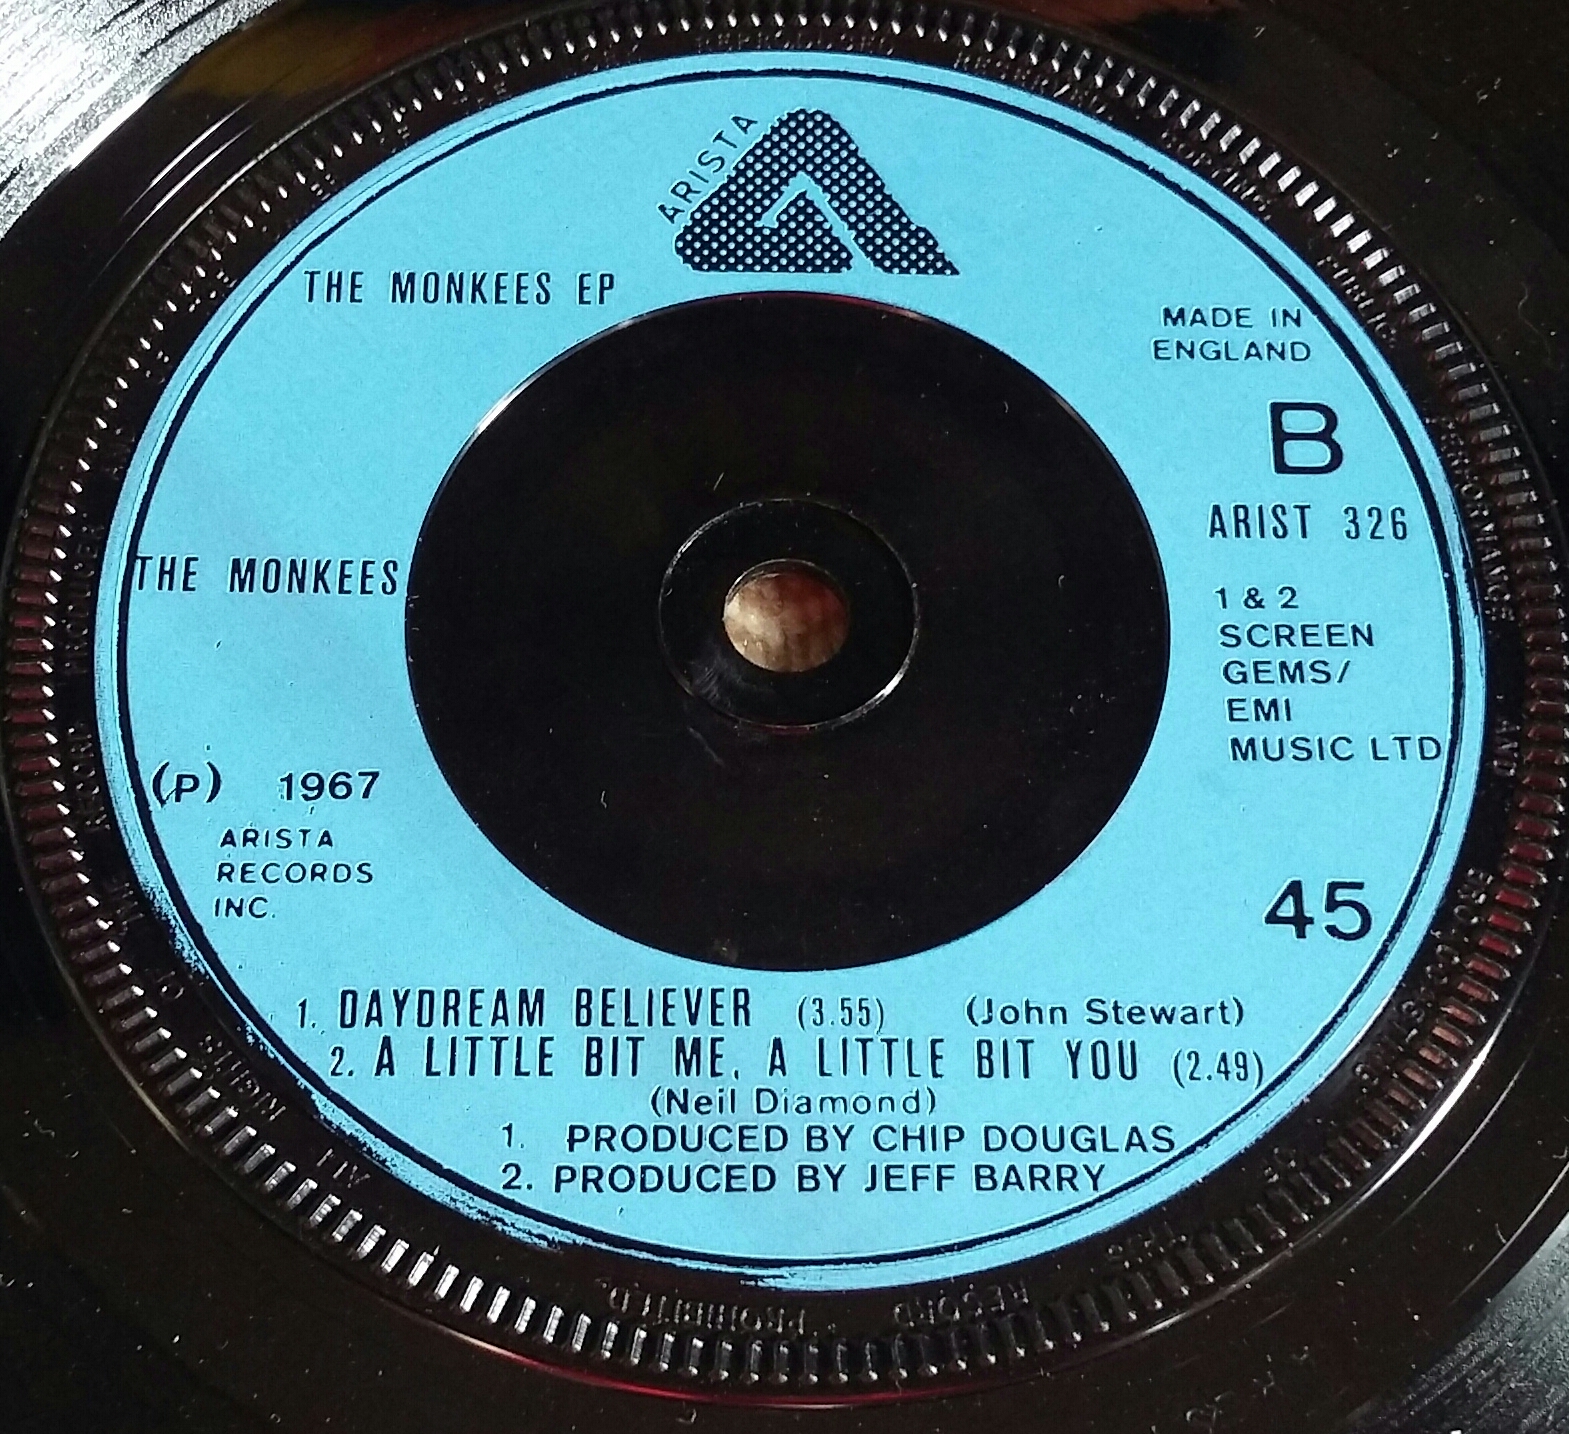 ARISTA
THE MONKEES EP
MADE IN
ENGLAND
B
ARIST 326
THE MONKEES
1 & 2
SCREEN
GEMS/
EMI
MUSIC LTD
(P) 1967
ARISTA
RECORDS
INC.
45
1. DAYDREAM BELIEVER (3.55) (John Stewart)
2. A LITTLE BIT ME, A LITTLE BIT YOU (2.49)
(Neil Diamond)
1. PRODUCED BY CHIP DOUGLAS
2. PRODUCED BY JEFF BARRY